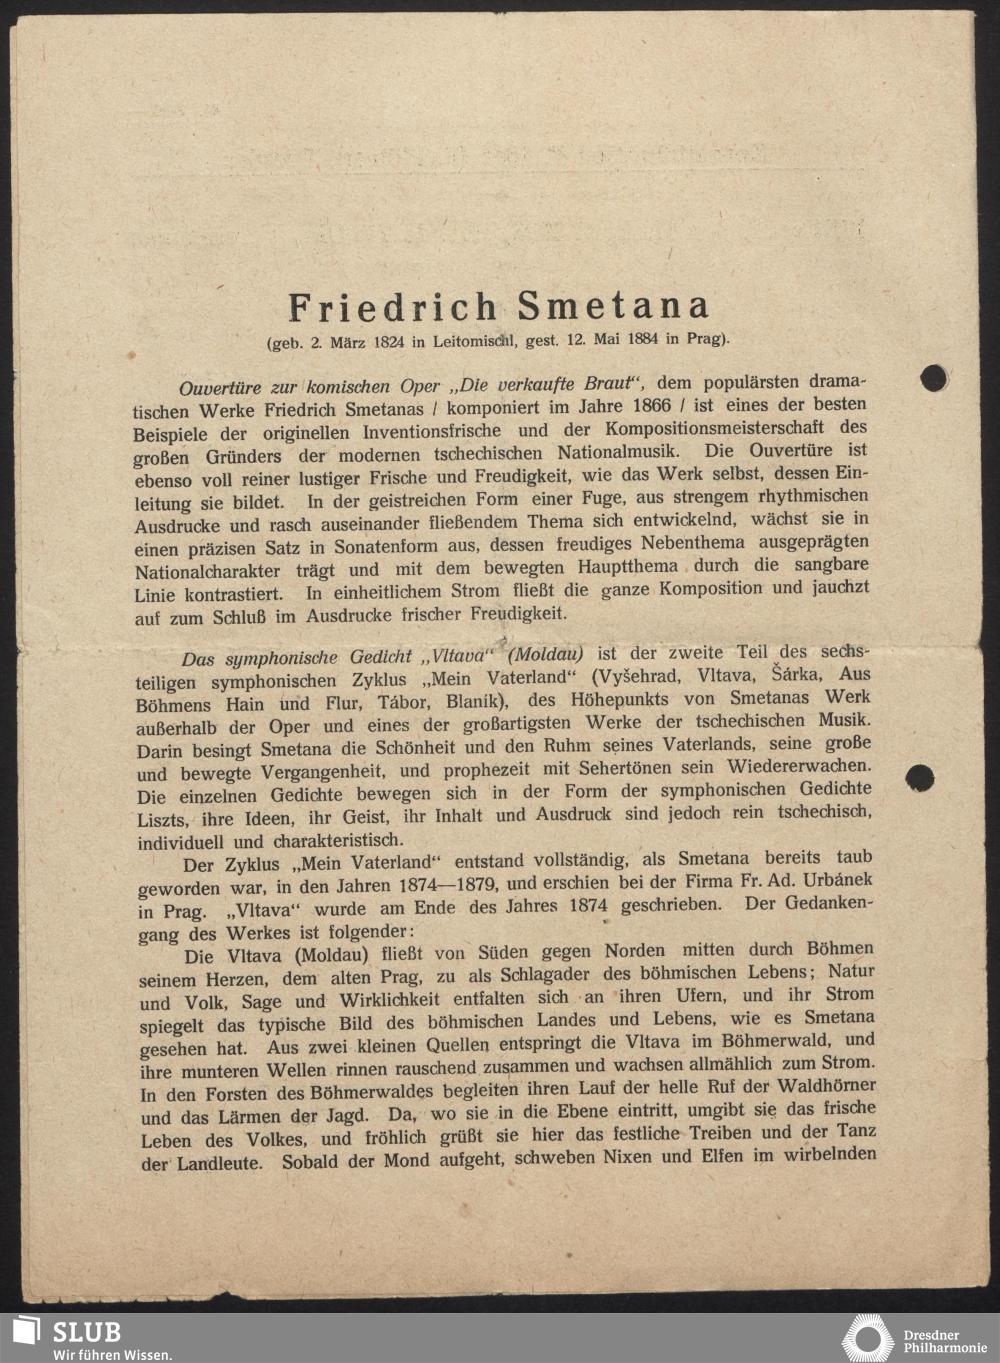 Friedrich Smetana
(geb. 2. März 1824 in Leitomischl, gest. 12. Mai 1884 in Prag).
Ouvertüre zur komischen Oper „Die verkaufte Braut“, dem populärsten drama-
tischen Werke Friedrich Smetanas / komponiert im Jahre 1866 / ist eines der besten
Beispiele der originellen Inventionsfrische und der Kompositionsmeisterschaft des
großen Gründers der modernen tschechischen Nationalmusik. Die Ouvertüre ist
ebenso voll reiner lustiger Frische und Freudigkeit, wie das Werk selbst, dessen Ein-
leitung sie bildet. In der geistreichen Form einer Fuge, aus strengem rhythmischen
Ausdrucke und rasch auseinander fließendem Thema sich entwickelnd, wächst sie in
einen präzisen Satz in Sonatenform aus, dessen freudiges Nebenthema ausgeprägten
Nationalcharakter trägt und mit dem bewegten Hauptthema durch die sangbare
Linie kontrastiert. In einheitlichem Strom fließt die ganze Komposition und jauchzt
auf zum Schluß im Ausdrucke frischer Freudigkeit.
Das symphonische Gedicht „Vltava“ (Moldau) ist der zweite Teil des sechs-
teiligen symphonischen Zyklus „Mein Vaterland“ (Vyšehrad, Vltava, Šárka, Aus
Böhmens Hain und Flur, Tábor, Blaník), des Höhepunkts von Smetanas Werk
außerhalb der Oper und eines der großartigsten Werke der tschechischen Musik.
Darin besingt Smetana die Schönheit und den Ruhm seines Vaterlands, seine große
und bewegte Vergangenheit, und prophezeit mit Sehertönen sein Wiedererwachen.
Die einzelnen Gedichte bewegen sich in der Form der symphonischen Gedichte
Liszts, ihre Ideen, ihr Geist, ihr Inhalt und Ausdruck sind jedoch rein tschechisch,
individuell und charakteristisch.
Der Zyklus „Mein Vaterland“ entstand vollständig, als Smetana bereits taub
geworden war, in den Jahren 1874—1879, und erschien bei der Firma Fr. Ad. Urbánek
in Prag. „Vltava“ wurde am Ende des Jahres 1874 geschrieben. Der Gedanken-
gang des Werkes ist folgender:
Die Vltava (Moldau) fließt von Süden gegen Norden mitten durch Böhmen
seinem Herzen, dem alten Prag, zu als Schlagader des böhmischen Lebens; Natur
und Volk, Sage und Wirklichkeit entfalten sich an ihren Ufern, und ihr Strom
spiegelt das typische Bild des böhmischen Landes und Lebens, wie es Smetana
gesehen hat. Aus zwei kleinen Quellen entspringt die Vltava im Böhmerwald, und
ihre munteren Wellen rinnen rauschend zusammen und wachsen allmählich zum Strom.
In den Forsten des Böhmerwaldes begleiten ihren Lauf der helle Ruf der Waldhörner
und das Lärmen der Jagd. Da, wo sie in die Ebene eintritt, umgibt sie das frische
Leben des Volkes, und fröhlich grüßt sie hier das festliche Treiben und der Tanz
der Landleute. Sobald der Mond aufgeht, schweben Nixen und Elfen im wirbelnden
SLUB
Wir führen Wissen.
Dresdner
Philharmonie